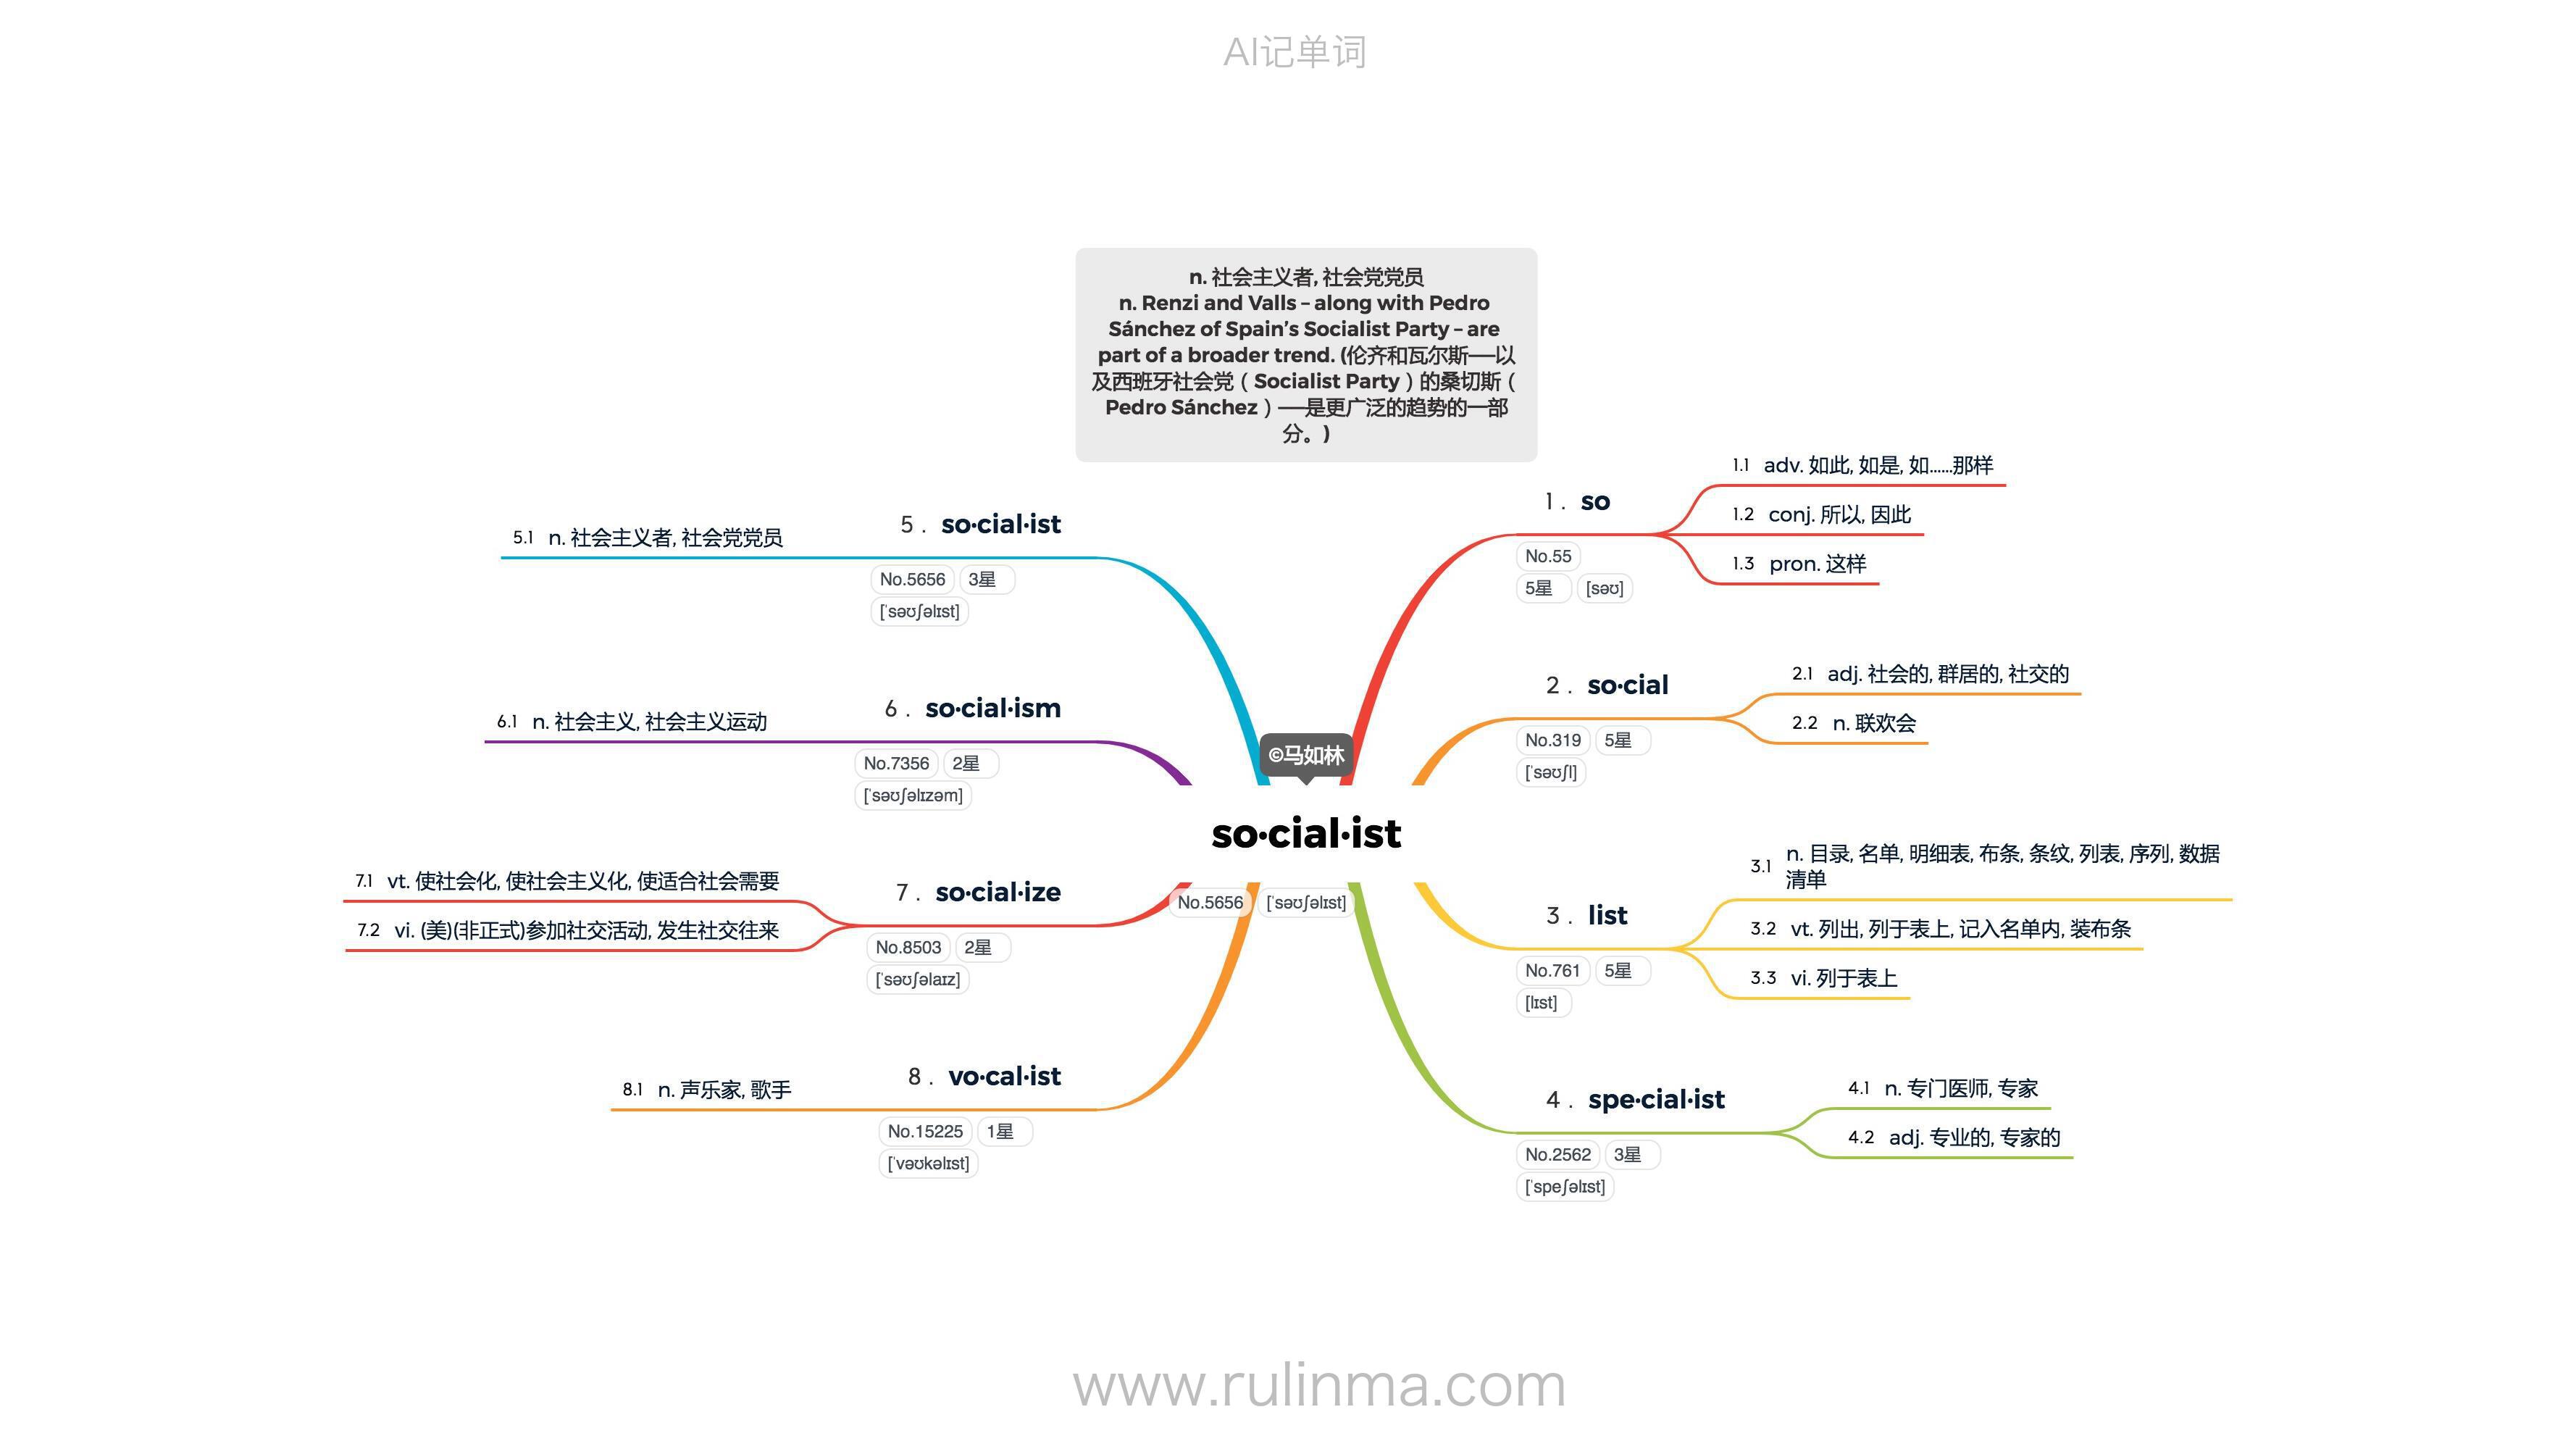 AI记单词
n. 社会主义者, 社会党党员
n. Renzi and Valls – along with Pedro
Sánchez of Spain’s Socialist Party – are
part of a broader trend. (伦齐和瓦尔斯──以
及西班牙社会党（Socialist Party）的桑切斯（
Pedro Sánchez）──是更广泛的趋势的一部
分。)
©马如林
so·cial·ist
No.5656 [ˈsəʊʃəlɪst]
1 . so
No.55
5星 [səʊ]
1.1 adv. 如此, 如是, 如......那样
1.2 conj. 所以, 因此
1.3 pron. 这样
2 . so·cial
No.319 5星
[ˈsəʊʃl]
2.1 adj. 社会的, 群居的, 社交的
2.2 n. 联欢会
3 . list
No.761 5星
[lɪst]
3.1 n. 目录, 名单, 明细表, 布条, 条纹, 列表, 序列, 数据
清单
3.2 vt. 列出, 列于表上, 记入名单内, 装布条
3.3 vi. 列于表上
4 . spe·cial·ist
No.2562 3星
[ˈspeʃəlɪst]
4.1 n. 专门医师, 专家
4.2 adj. 专业的, 专家的
5 . so·cial·ist
No.5656 3星
[ˈsəʊʃəlɪst]
5.1 n. 社会主义者, 社会党党员
6 . so·cial·ism
No.7356 2星
[ˈsəʊʃəlɪzəm]
6.1 n. 社会主义, 社会主义运动
7 . so·cial·ize
No.8503 2星
[ˈsəʊʃəlaɪz]
7.1 vt. 使社会化, 使社会主义化, 使适合社会需要
7.2 vi. (美)(非正式)参加社交活动, 发生社交往来
8 . vo·cal·ist
No.15225 1星
[ˈvəʊkəlɪst]
8.1 n. 声乐家, 歌手
www.rulinma.com